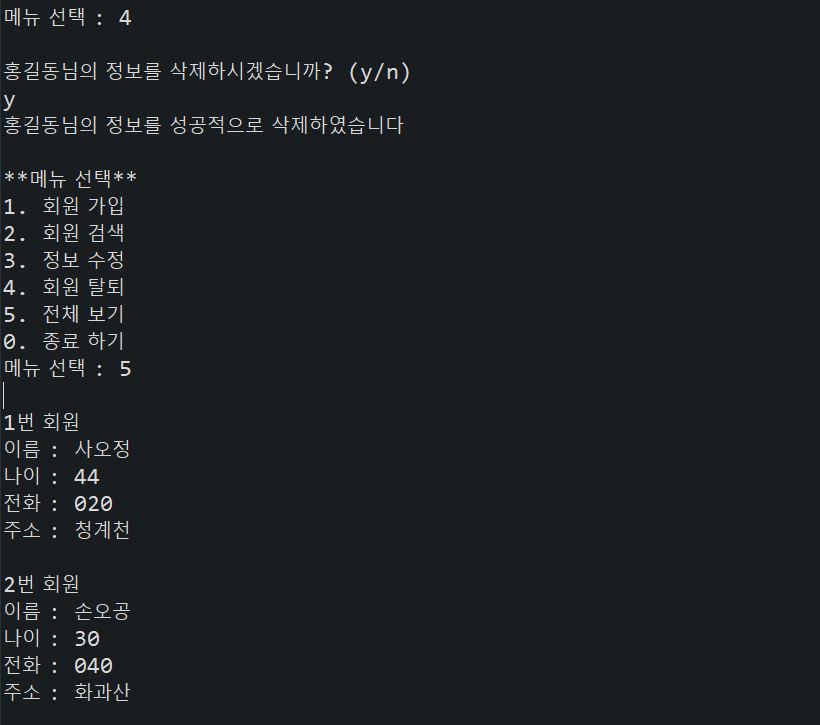 메뉴 선택 : 4
홍길동님의 정보를 삭제하시겠습니까? (y/n)
y
홍길동님의 정보를 성공적으로 삭제하였습니다
**메뉴 선택**
1. 회원 가입
2. 회원 검색
3. 정보 수정
4. 회원 탈퇴
5. 전체 보기
0. 종료 하기
메뉴 선택 : 5
1번 회원
이름 : 사오정
나이 : 44
전화 : 020
주소 : 청계천
2번 회원
이름 : 손오공
나이 : 30
전화 : 040
주소 : 화과산